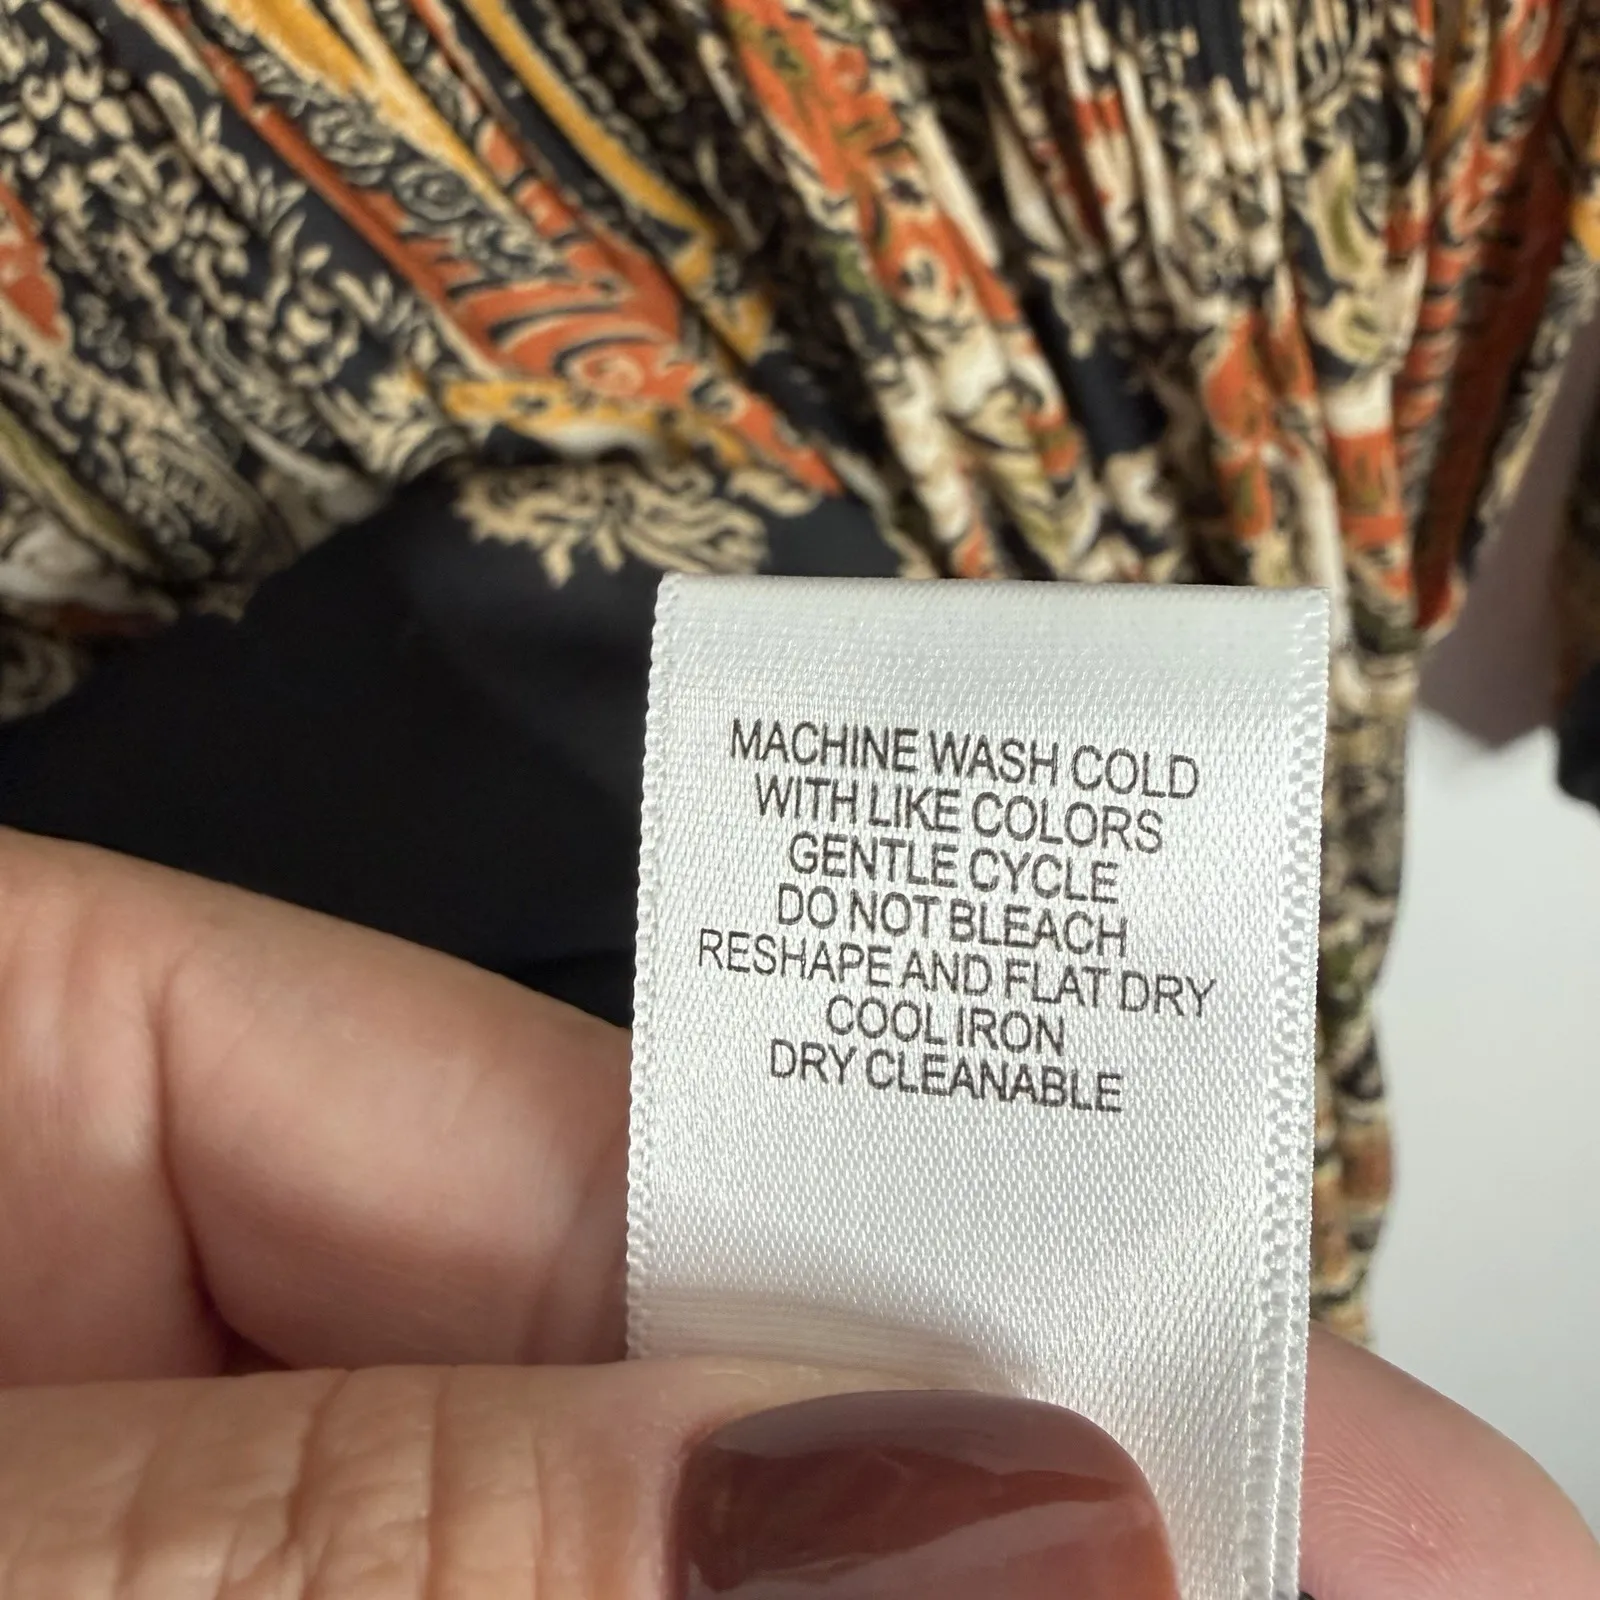 MACHINE WASH COLD
WITH LIKE COLORS
GENTLE CYCLE
DO NOT BLEACH
RESHAPE AND FLAT DRY
COOL IRON
DRY CLEANABLE